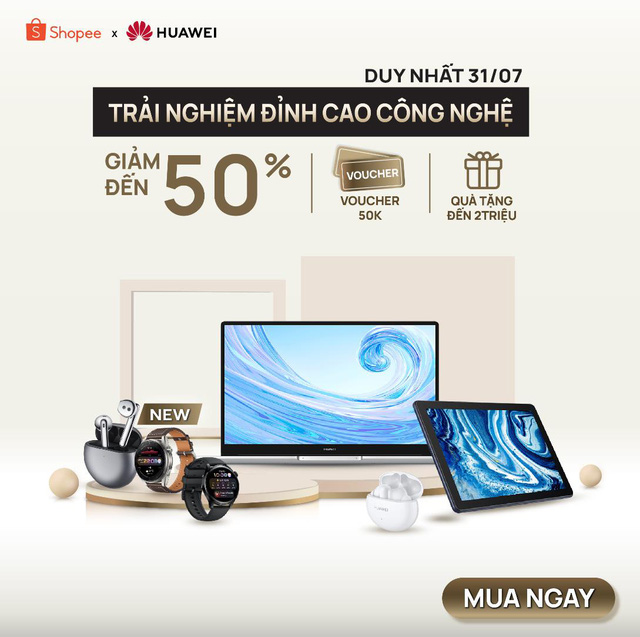 Shopee x HUAWEI
DUY NHẤT 31/07
TRẢI NGHIỆM ĐỈNH CAO CÔNG NGHỆ
GIẢM
ĐẾN
50%
VOUCHER
VOUCHER
50K
QUÀ TẶNG
ĐẾN 2TRIỆU
NEW
HUAWEI
MUA NGAY